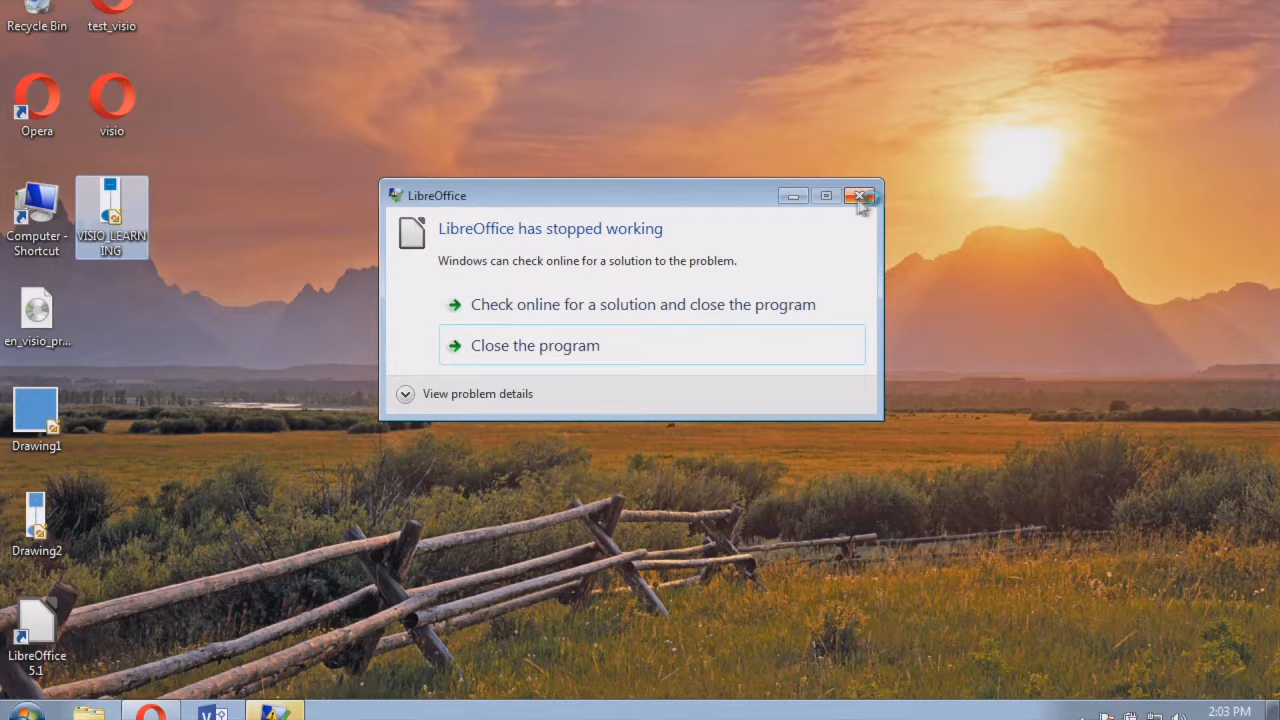 Recycle Bin
test_visio
Opera
visio
Computer -
Shortcut
VISIO_LEARN
ING
en_visio_pr...
Drawing1
Drawing2
LibreOffice
5.1
LibreOffice
LibreOffice has stopped working
Windows can check online for a solution to the problem.
Check online for a solution and close the program
Close the program
View problem details
2:03 PM